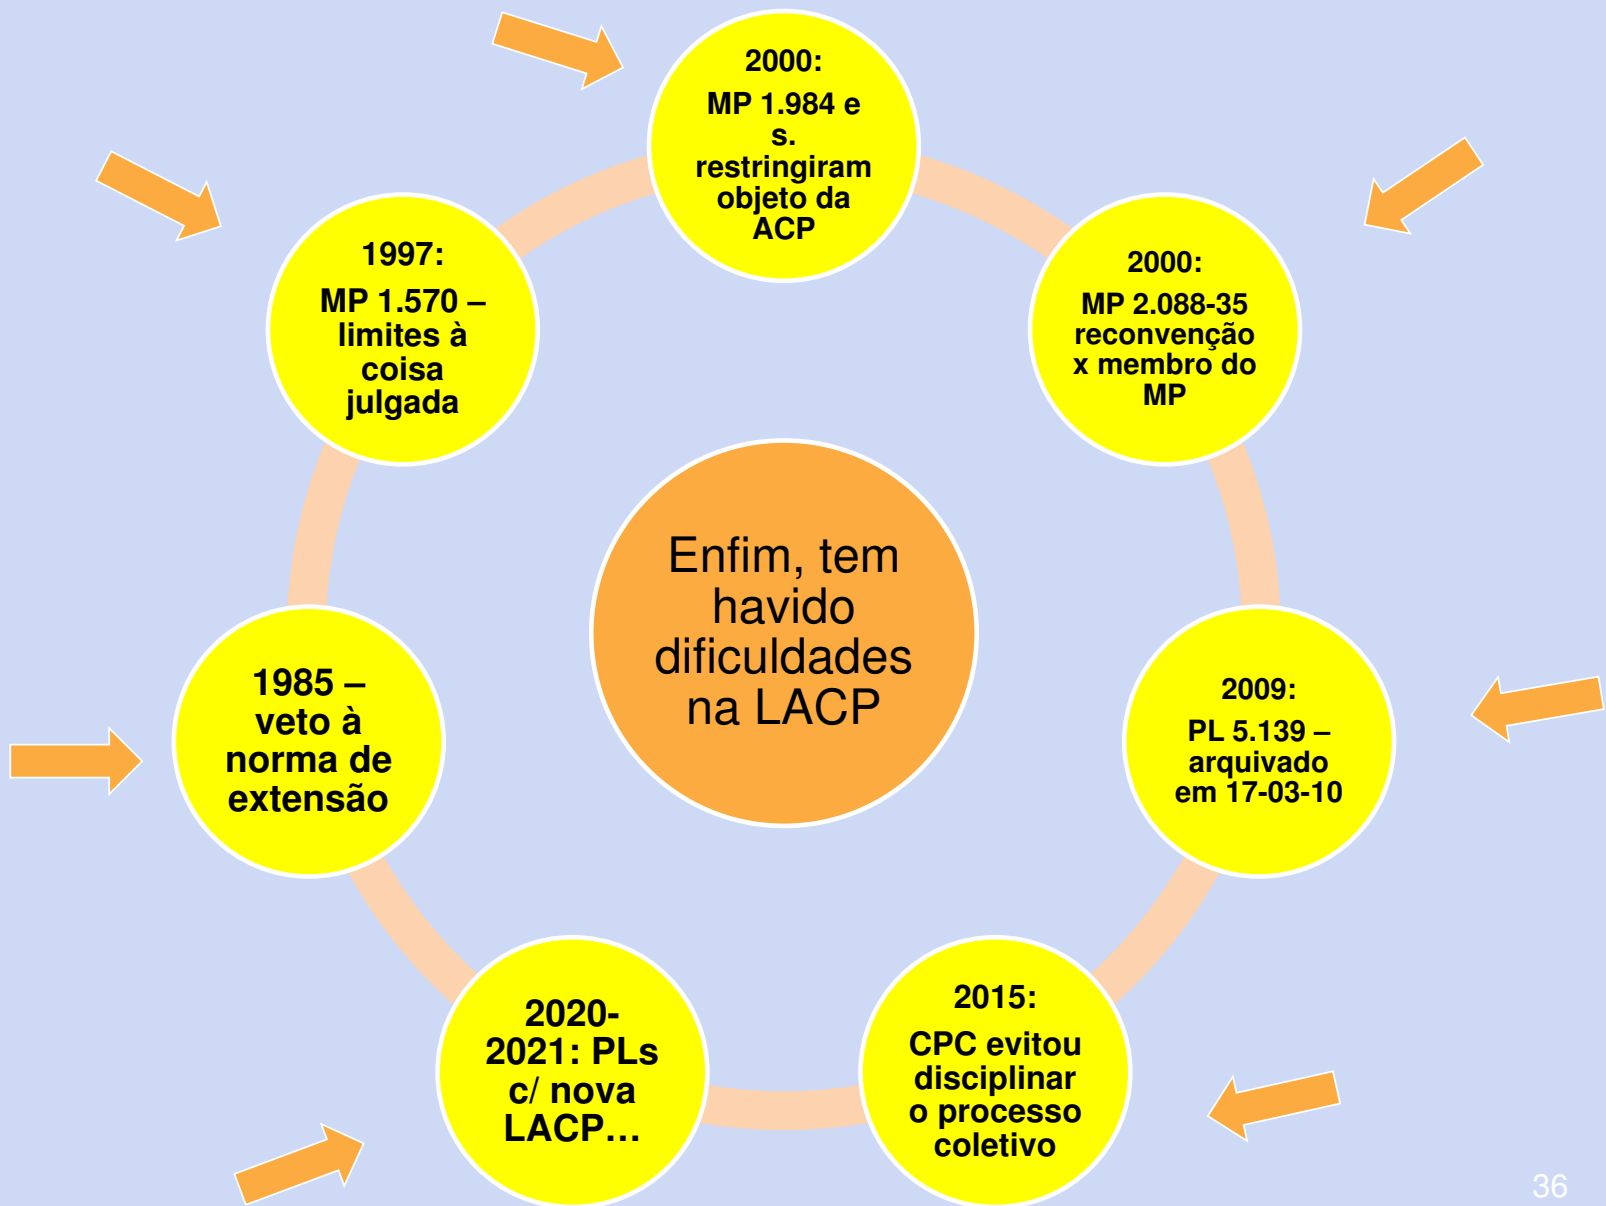 2000:
MP 1.984 e
s.
restringiram
objeto da
ACP
2000:
MP 2.088-35
reconvenção
x membro do
MP
2009:
PL 5.139 –
arquivado
em 17-03-10
2015:
CPC evitou
disciplinar
o processo
coletivo
2020-
2021: PLs
c/ nova
LACP...
1985 –
veto à
norma de
extensão
1997:
MP 1.570 –
limites à
coisa
julgada
Enfim, tem
havido
dificuldades
na LACP
36